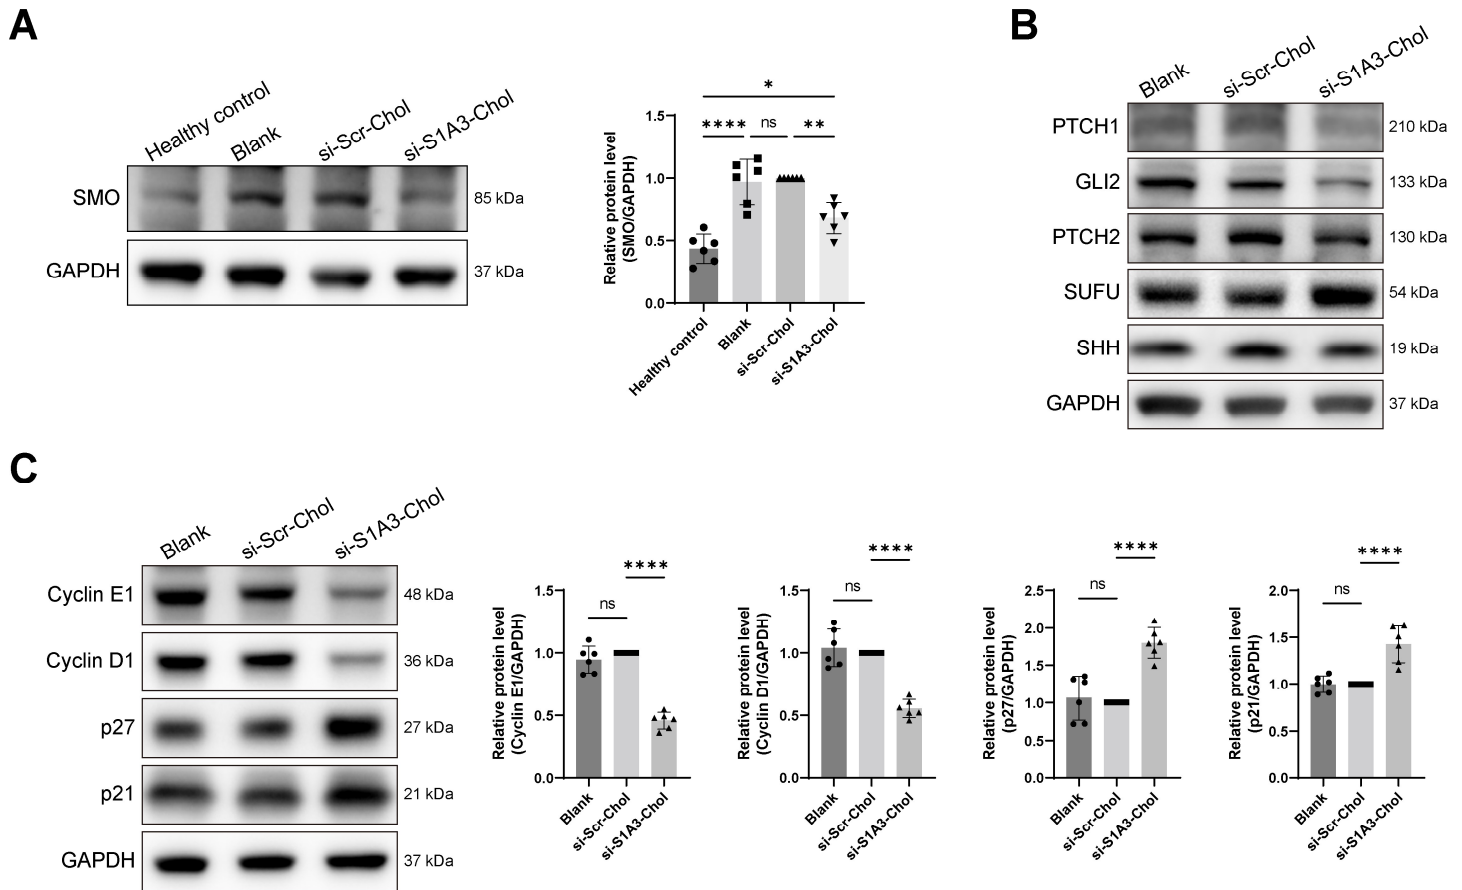 A
Healthy control
Blank
si-Scr-Chol
si-S1A3-Chol
SMO
85 kDa
GAPDH
37 kDa
Relative protein level
(SMO/GAPDH)
1.5
1.0
0.5
0.0
*
****
ns
**
Healthy control
Blank
si-Scr-Chol
si-S1A3-Chol
B
Blank
si-Scr-Chol
si-S1A3-Chol
PTCH1
210 kDa
GLI2
133 kDa
PTCH2
130 kDa
SUFU
54 kDa
SHH
19 kDa
GAPDH
37 kDa
C
Blank
si-Scr-Chol
si-S1A3-Chol
Cyclin E1
48 kDa
Cyclin D1
36 kDa
p27
27 kDa
p21
21 kDa
GAPDH
37 kDa
Relative protein level
(Cyclin E1/GAPDH)
1.5
1.0
0.5
0.0
ns
****
Blank
si-Scr-Chol
si-S1A3-Chol
Relative protein level
(Cyclin D1/GAPDH)
1.5
1.0
0.5
0.0
ns
****
Blank
si-Scr-Chol
si-S1A3-Chol
Relative protein level
(p27/GAPDH)
2.5
2.0
1.5
1.0
0.5
0.0
ns
****
Blank
si-Scr-Chol
si-S1A3-Chol
Relative protein level
(p21/GAPDH)
2.0
1.5
1.0
0.5
0.0
ns
****
Blank
si-Scr-Chol
si-S1A3-Chol